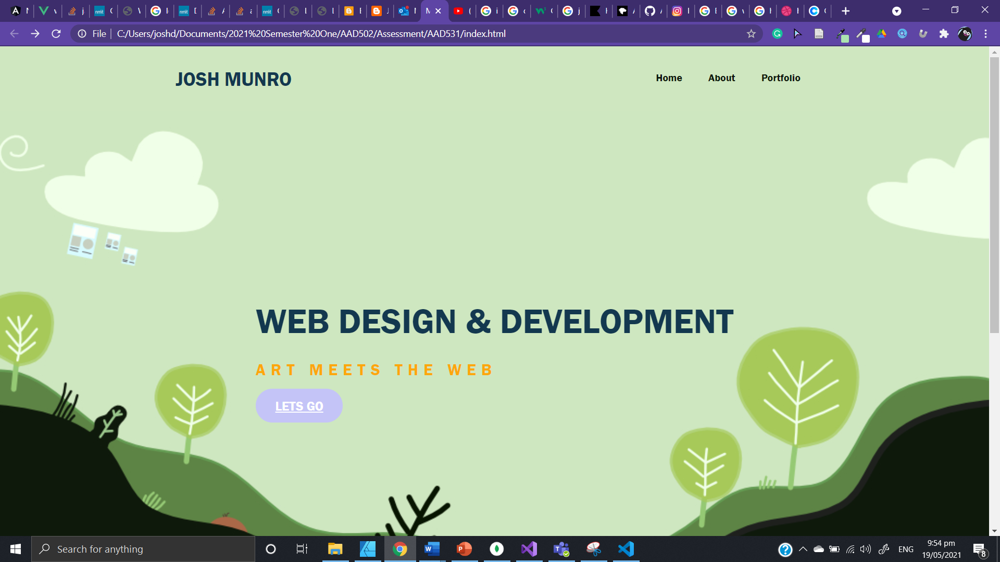 File
C:/Users/joshd/Documents/2021%20Semester%20One/AAD502/Assessment/AAD531/index.html
JOSH MUNRO
Home
About
Portfolio
WEB DESIGN & DEVELOPMENT
ART MEETS THE WEB
LETS GO
Search for anything
ENG
9:54 pm
19/05/2021
8